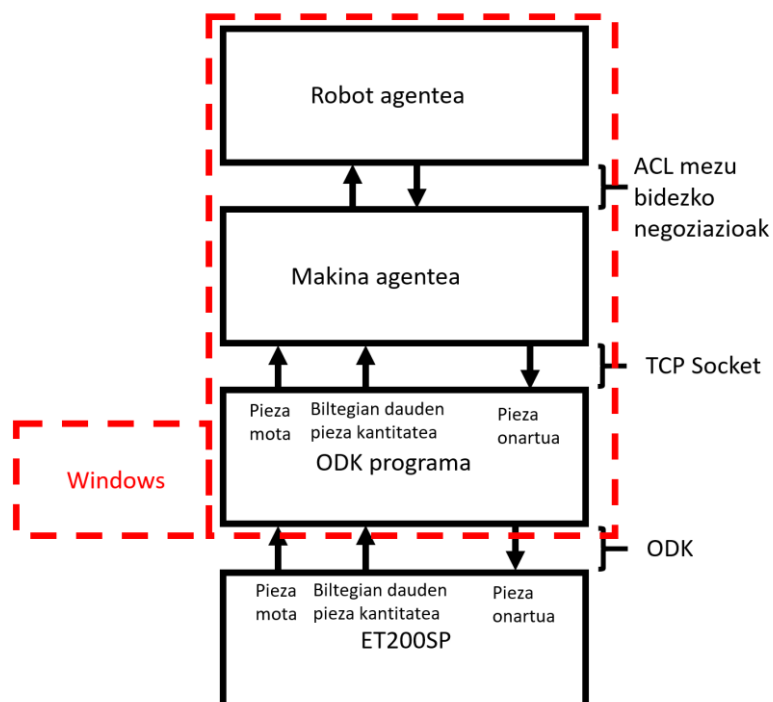 Robot agentea
ACL mezu
bidezko
negoziazioak
Makina agentea
TCP Socket
Pieza
mota
Biltegian dauden
pieza kantitatea
Pieza
onartua
ODK programa
Windows
ODK
Pieza
mota
Biltegian dauden
pieza kantitatea
Pieza
onartua
ET200SP